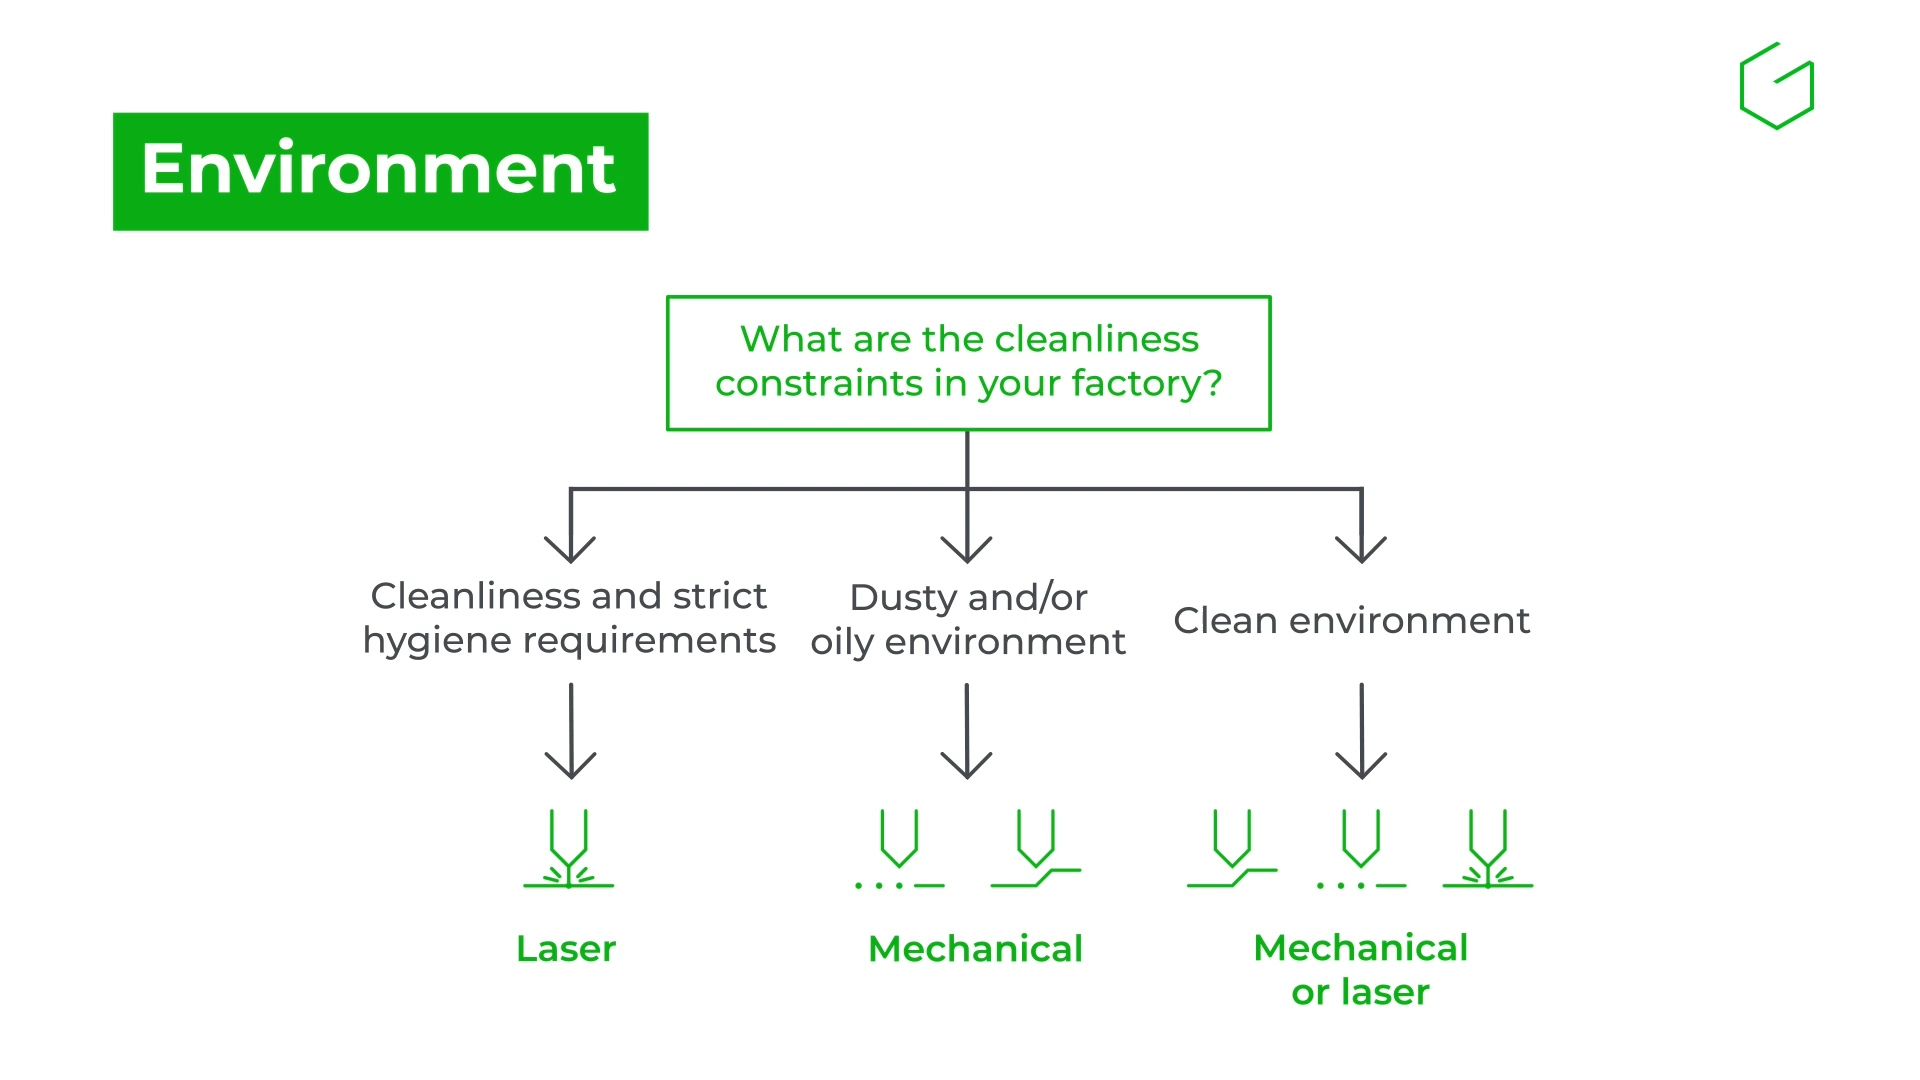 Environment
What are the cleanliness
constraints in your factory?
Cleanliness and strict
hygiene requirements
Dusty and/or
oily environment
Clean environment
Laser
Mechanical
Mechanical
or laser